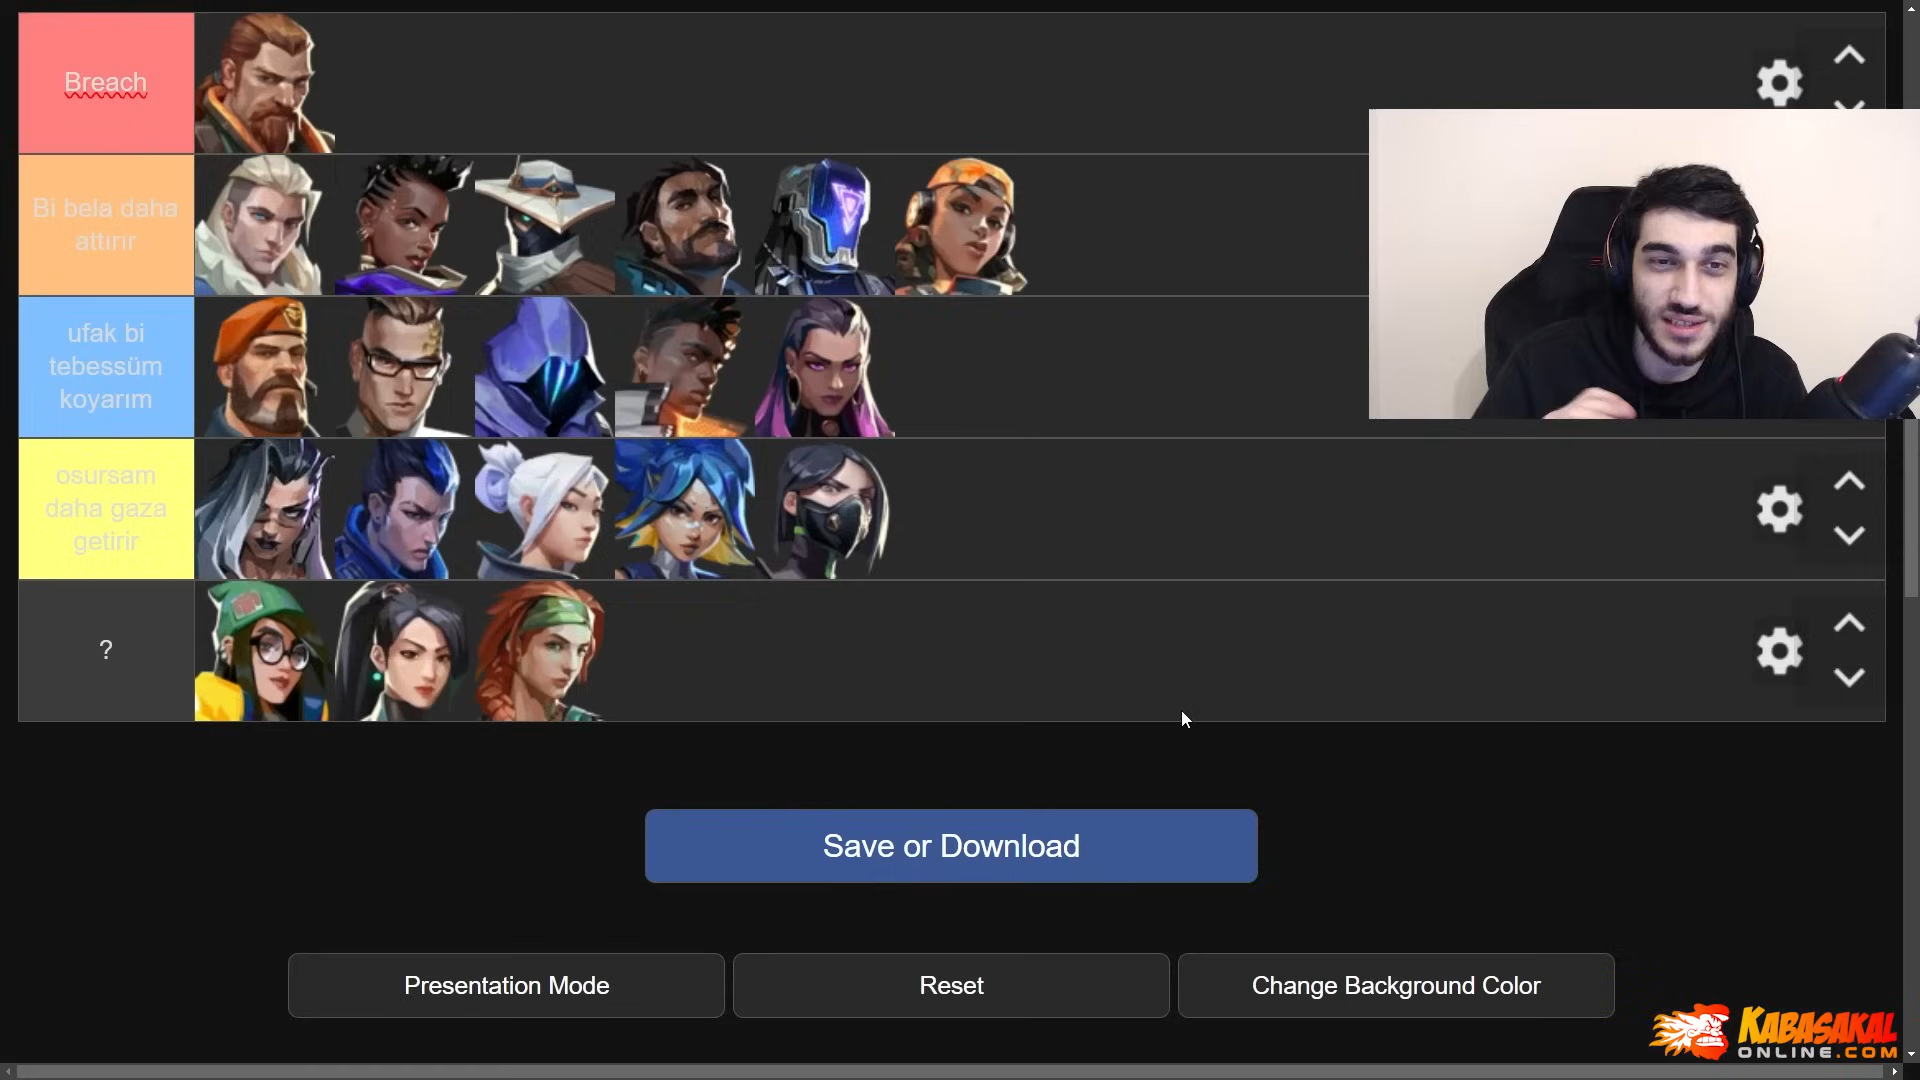 Breach
Bi bela daha
attırır
ufak bi
tebessüm
koyarım
osursam
daha gaza
getirir
?
Save or Download
Presentation Mode
Reset
Change Background Color
KABASAKAL
ONLINE.COM